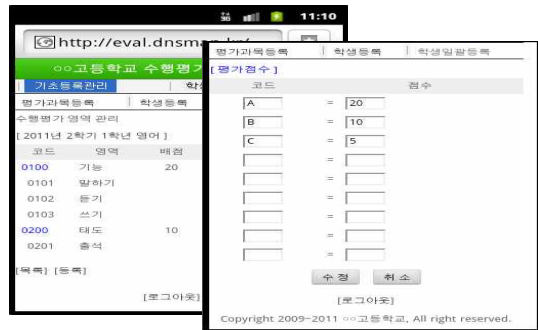 3G 11:10
http://eval.dnsma
○○고등학교 수행평가
기초등록관리
평가과목등록 | 학생등록
수행평가 영역 관리
[ 2011년 2학기 1학년 영어 ]
코드 영역 배점
0100 기능 20
0101 말하기
0102 듣기
0103 쓰기
0200 태도 10
0201 출석
[목록] [등록]
[로그아웃]
평가과목등록 | 학생등록 | 학생일괄등록
[ 평가점수 ]
코드 점수
A = 20
B = 10
C = 5
=
=
=
=
=
=
수 정 취 소
[로그아웃]
Copyright 2009-2011 ○○고등학교, All right reserved.